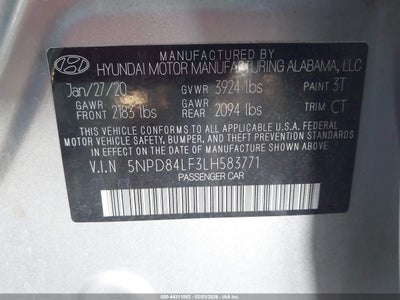 MANUFACTURED BY
HYUNDAI MOTOR MANUFACTURING ALABAMA, LLC
Jan/27/20 GVWR 3924 lbs PAINT 3T
GAWR FRONT 2183 lbs GAWR REAR 2094 lbs TRIM CT
THIS VEHICLE CONFORMS TO ALL APPLICABLE U.S.A. FEDERAL
MOTOR VEHICLE SAFETY, BUMPER, AND THEFT PREVENTION STANDARDS
IN EFFECT ON THE DATE OF MANUFACTURE SHOWN ABOVE.
V.I.N 5NPD84LF3LH583771
PASSENGER CAR